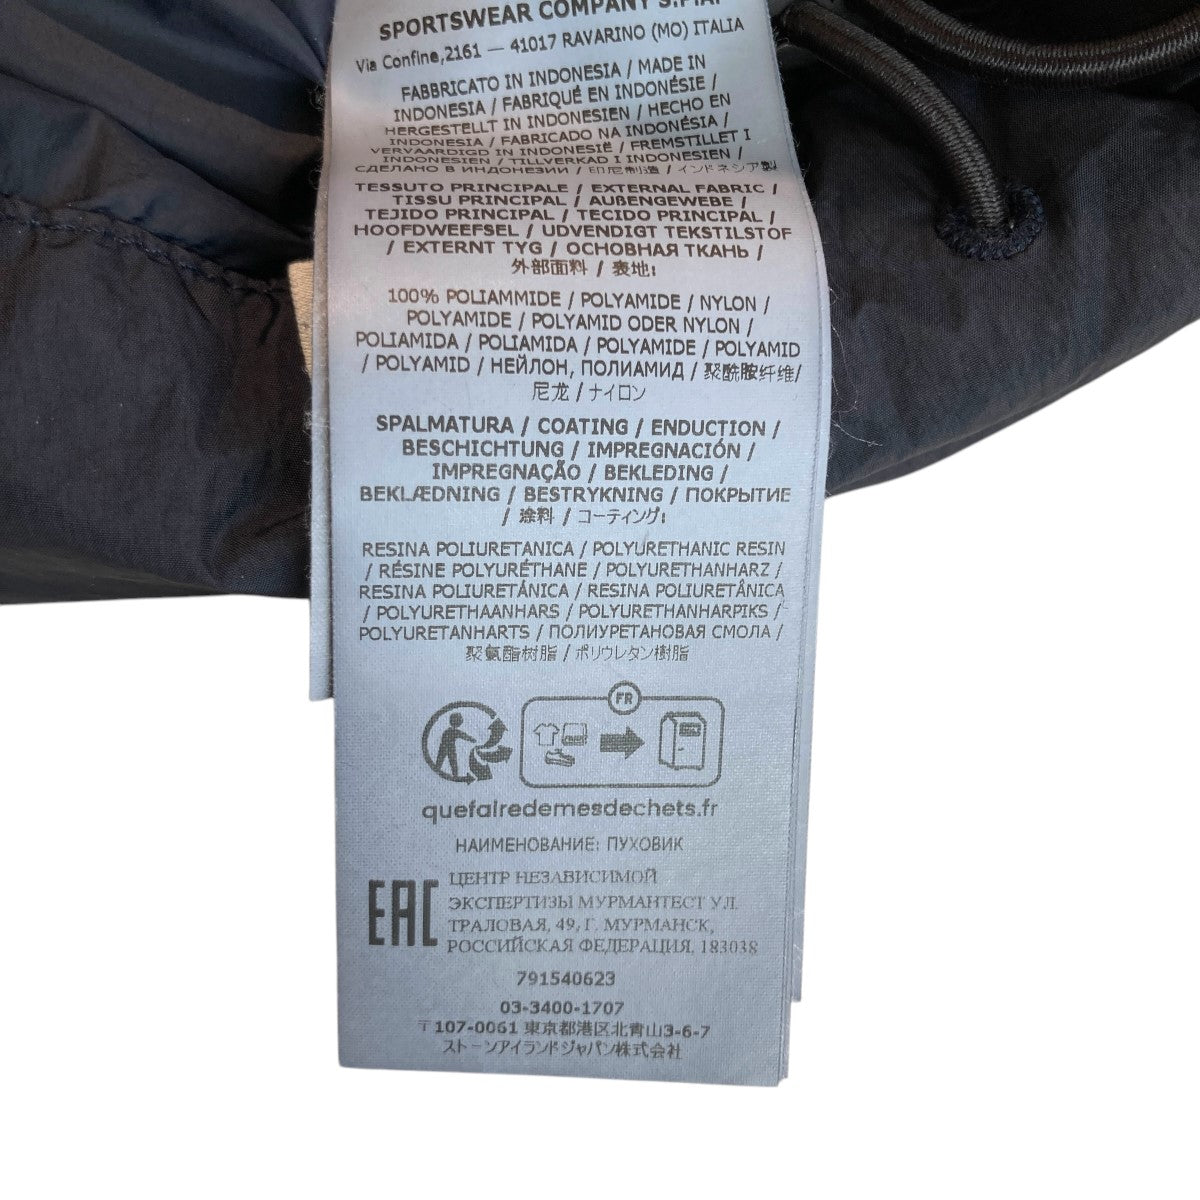 SPORTSWEAR COMPANY S.P.A.
Via Confine,2161 — 41017 RAVARINO (MO) ITALIA
FABBRICATO IN INDONESIA / MADE IN
INDONESIA / FABRIQUÉ EN INDONÉSIE /
HERGESTELLT IN INDONESIEN / HECHO EN
INDONESIA / FABRICADO NA INDONÉSIA /
VERVAARDIGD IN INDONESIË / FREMSTILLET I
INDONESIEN / TILLVERKAD I INDONESIEN /
СДЕЛАНО В ИНДОНЕЗИИ / 印尼制造 / インドネシア製
TESSUTO PRINCIPALE / EXTERNAL FABRIC /
TISSU PRINCIPAL / AUßENGEWEBE /
TEJIDO PRINCIPAL / TECIDO PRINCIPAL /
HOOFDWEEFSEL / UDVENDIGT TEKSTILSTOF
/ EXTERNT TYG / ОСНОВНАЯ ТКАНЬ /
外部面料 / 表地:
100% POLIAMMIDE / POLYAMIDE / NYLON /
POLYAMIDE / POLYAMID ODER NYLON /
POLIAMIDA / POLIAMIDA / POLYAMIDE / POLYAMID
/ POLYAMID / НЕЙЛОН, ПОЛИАМИД / 聚酰胺纤维/
尼龙 / ナイロン
SPALMATURA / COATING / ENDUCTION /
BESCHICHTUNG / IMPREGNACIÓN /
IMPREGNAÇÃO / BEKLEDING /
BEKLÆDNING / BESTRYKNING / ПОКРЫТИЕ
/ 涂料 / コーティング:
RESINA POLIURETANICA / POLYURETHANIC RESIN
/ RÉSINE POLYURÉTHANE / POLYURETHANHARZ /
RESINA POLIURETÁNICA / RESINA POLIURETÂNICA
/ POLYURETHAANHARS / POLYURETHANHARPIKS /
POLYURETANHARTS / ПОЛИУРЕТАНОВАЯ СМОЛА /
聚氨酯树脂 / ポリウレタン樹脂
FR
quefairedemesdechets.fr
НАИМЕНОВАНИЕ: ПУХОВИК
EAC ЦЕНТР НЕЗАВИСИМОЙ
ЭКСПЕРТИЗЫ МУРМАНТЕСТ УЛ.
ТРАЛОВАЯ, 49, Г. МУРМАНСК,
РОССИЙСКАЯ ФЕДЕРАЦИЯ, 183038
791540623
03-3400-1707
〒107-0061 東京都港区北青山3-6-7
ストーンアイランドジャパン株式会社